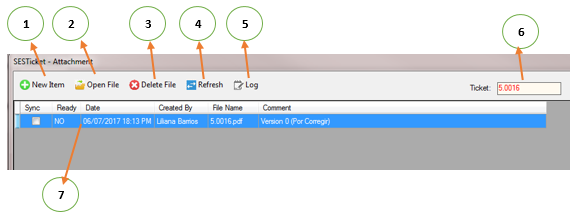 1 2 3 4 5 6
SESTicket - Attachment
New Item Open File Delete File Refresh Log Ticket: 5.0016
Sync Ready Date Created By File Name Comment
NO 06/07/2017 18:13 PM Liliana Barrios 5.0016.pdf Version 0 (Por Corregir)
7